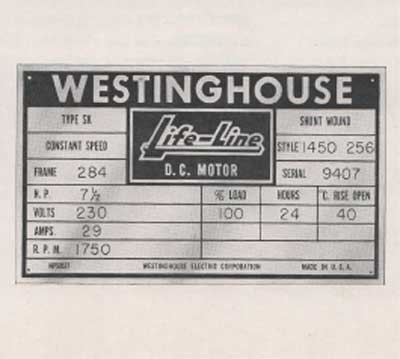 WESTINGHOUSE
TYPE SK
CONSTANT SPEED
FRAME 284
Life-Line
D.C. MOTOR
SHUNT WOUND
STYLE 1450 256
SERIAL 9407
H.P. 7½ % LOAD HOURS °C. RISE OPEN
VOLTS 230 100 24 40
AMPS. 29
R.P.M. 1750
WESTINGHOUSE ELECTRIC CORPORATION MADE IN U.S.A.